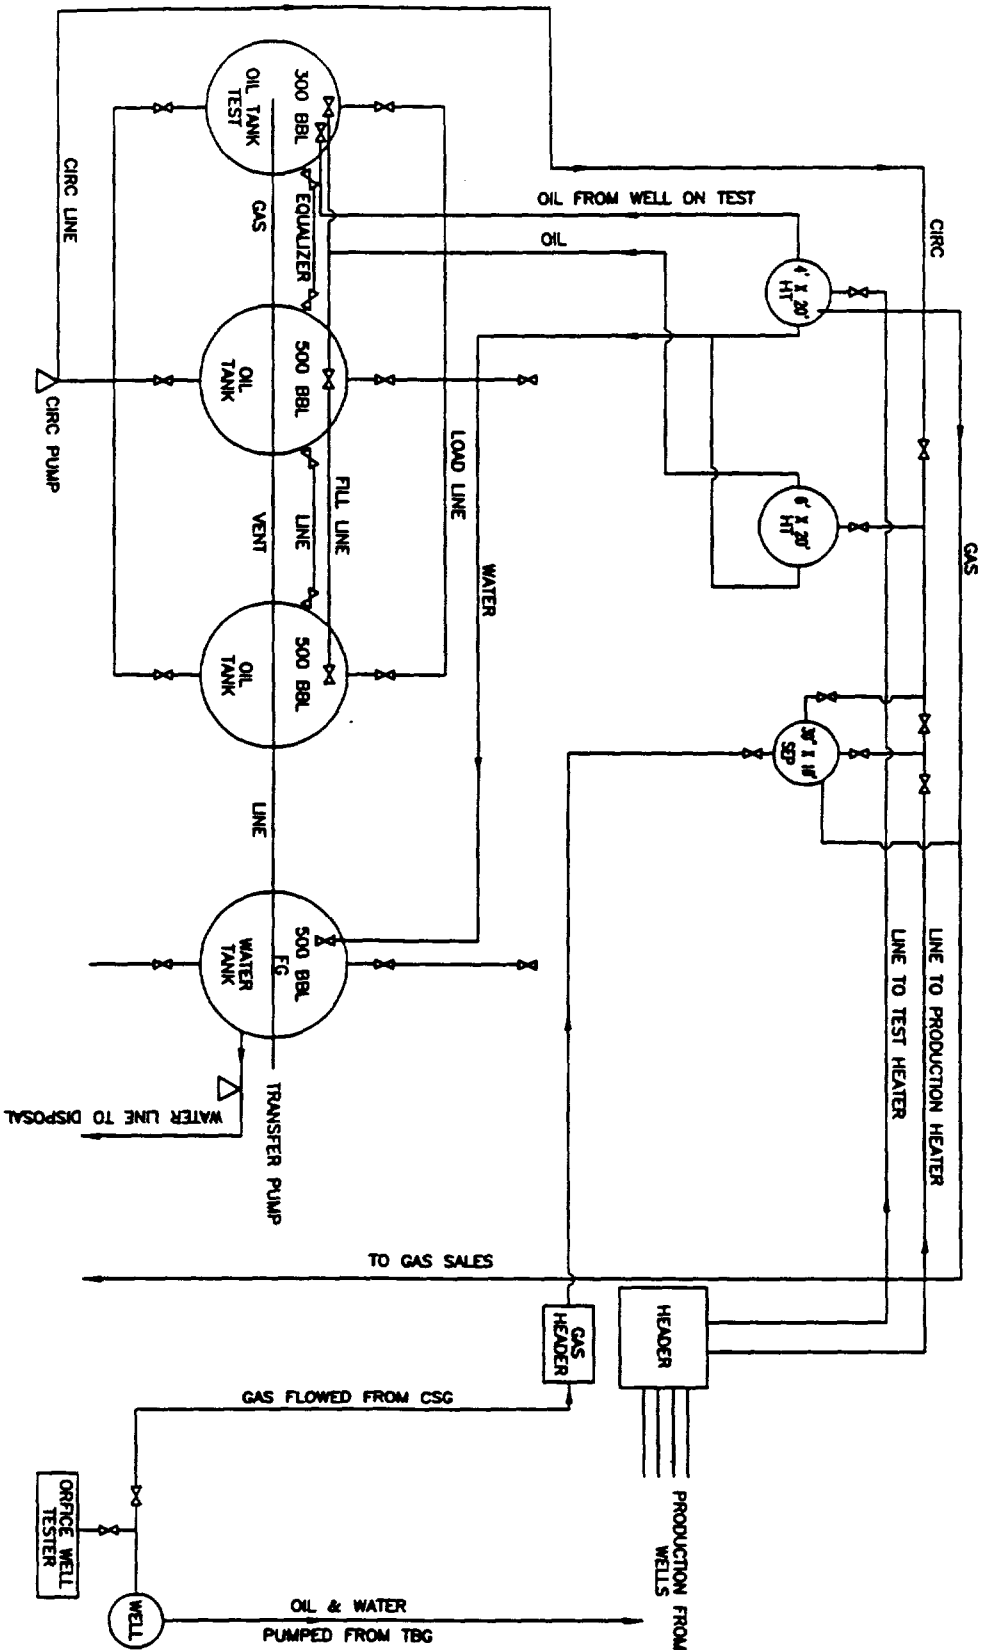 CIRC LINE
CIRC PUMP
300 BBL
OIL TANK
TEST
GAS
EQUALIZER
500 BBL
OIL
TANK
VENT
LINE
FILL LINE
LOAD LINE
500 BBL
OIL
TANK
LINE
WATER
500 BBL
FG
WATER
TANK
TRANSFER PUMP
WATER LINE TO DISPOSAL
OIL FROM WELL ON TEST
OIL
CIRC
4' X 20'
HT
6' X 20'
HT
GAS
SEP
LINE TO PRODUCTION HEATER
LINE TO TEST HEATER
TO GAS SALES
GAS
HEADER
HEADER
GAS FLOWED FROM CSG
PRODUCTION FROM
WELLS
ORFICE WELL
TESTER
WELL
OIL & WATER
PUMPED FROM TBG